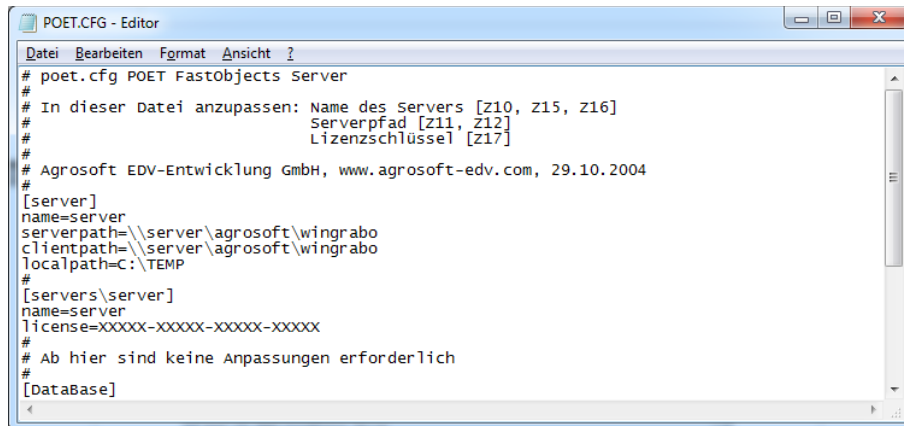 POET.CFG - Editor
Datei Bearbeiten Format Ansicht ?
# poet.cfg POET FastObjects Server
#
# In dieser Datei anzupassen: Name des Servers [Z10, Z15, Z16]
# Serverpfad [Z11, Z12]
# Lizenzschlüssel [Z17]
#
# Agrosoft EDV-Entwicklung GmbH, www.agrosoft-edv.com, 29.10.2004
#
[server]
name=server
serverpath=\\server\agrosoft\wingrabo
clientpath=\\server\agrosoft\wingrabo
localpath=C:\TEMP
#
[servers\server]
name=server
license=XXXXX-XXXXX-XXXXX-XXXXX
#
# Ab hier sind keine Anpassungen erforderlich
#
[DataBase]